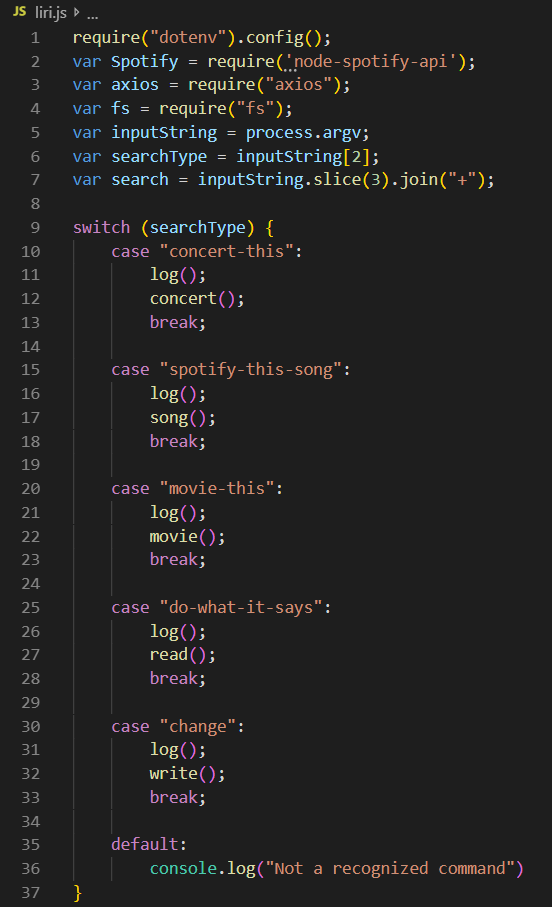 JS liri.js > ...
1 require("dotenv").config();
2 var Spotify = require('node-spotify-api');
3 var axios = require("axios");
4 var fs = require("fs");
5 var inputString = process.argv;
6 var searchType = inputString[2];
7 var search = inputString.slice(3).join("+");
8
9 switch (searchType) {
10     case "concert-this":
11         log();
12         concert();
13         break;
14
15     case "spotify-this-song":
16         log();
17         song();
18         break;
19
20     case "movie-this":
21         log();
22         movie();
23         break;
24
25     case "do-what-it-says":
26         log();
27         read();
28         break;
29
30     case "change":
31         log();
32         write();
33         break;
34
35     default:
36         console.log("Not a recognized command")
37 }